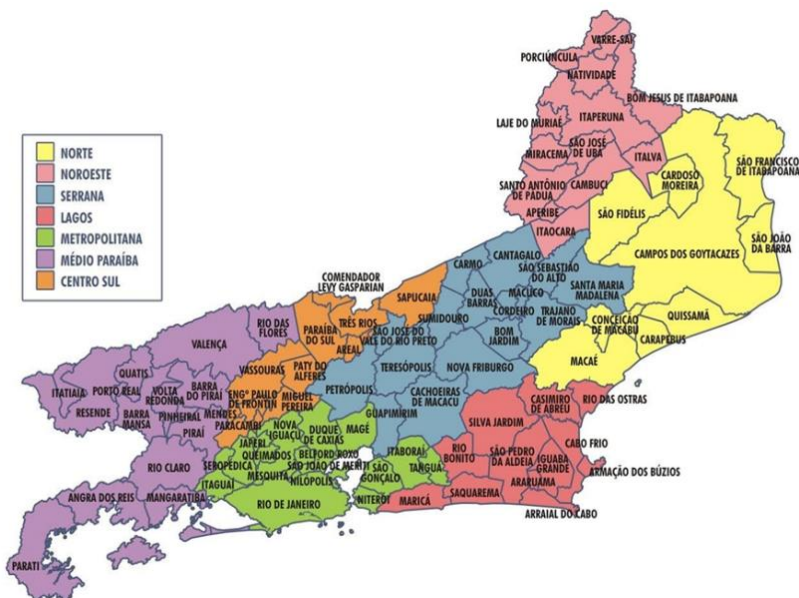 NORTE
NOROESTE
SERRANA
LAGOS
METROPOLITANA
MÉDIO PARAÍBA
CENTRO SUL
VARRE-SAI
PORCIÚNCULA
NATIVIDADE
BOM JESUS DE ITABAPOANA
ITAPERUNA
LAJE DO MURIAÉ
SÃO JOSÉ
DE UBÁ
MIRACEMA
ITALVA
SÃO FRANCISCO
DE ITABAPOANA
CARDOSO
MOREIRA
SANTO ANTÔNIO
DE PÁDUA
CAMBUCI
APERIBE
SÃO FIDÉLIS
ITAOCARA
SÃO JOÃO
DA BARRA
CAMPOS DOS GOYTACAZES
CARMO
CANTAGALO
SÃO SEBASTIÃO
DO ALTO
COMENDADOR
LEVY GASPARIAN
SAPUCAIA
DUAS
BARRAS
MACUCO
SANTA MARIA
MADALENA
CORDEIRO
TRAJANO
DE MORAIS
SUMIDOURO
QUISSAMÃ
CONCEIÇÃO
DE MACABU
CARAPEBUS
RIO DAS
FLORES
PARAÍBA
DO SUL
TRÊS RIOS
SÃO JOSÉ DO
VALE DO RIO PRETO
AREAL
BOM
JARDIM
VALENÇA
MACAÉ
VASSOURAS
PATY DO
ALFERES
TERESÓPOLIS
NOVA FRIBURGO
QUATIS
ITATIAIA
PORTO REAL
RESENDE
VOLTA
REDONDA
BARRA
DO PIRAÍ
BARRA
MANSA
PINHEIRAL
MENDES
PIRAÍ
ENGº PAULO
DE FRONTIN
MIGUEL
PEREIRA
PETRÓPOLIS
CACHOEIRAS
DE MACACU
CASIMIRO
DE ABREU
RIO DAS OSTRAS
PARACAMBI
JAPERI
NOVA
IGUAÇU
DUQUE
DE CAXIAS
MAGÉ
GUAPIMIRIM
SILVA JARDIM
CABO FRIO
SEROPÉDICA
QUEIMADOS
BELFORD ROXO
MESQUITA
SÃO JOÃO DE MERITI
NILÓPOLIS
SÃO
GONÇALO
ITABORAÍ
TANGUÁ
RIO
BONITO
SÃO PEDRO
DA ALDEIA
IGUABA
GRANDE
ARMAÇÃO DOS BÚZIOS
RIO CLARO
ITAGUAÍ
ANGRA DOS REIS
MANGARATIBA
RIO DE JANEIRO
NITERÓI
MARICÁ
SAQUAREMA
ARARUAMA
ARRAIAL DO CABO
PARATI